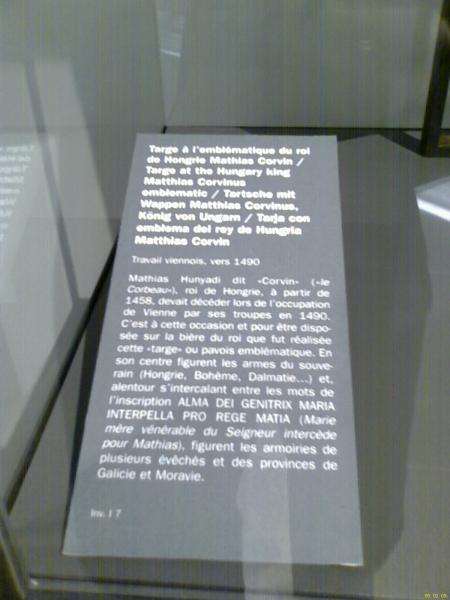 Targe à l'emblématique du roi
de Hongrie Mathias Corvin /
Targe at the Hungary king
Matthias Corvinus
emblematic / Tartsche mit
Wappen Matthias Corvinus,
König von Ungarn / Tarja con
emblema del rey de Hungria
Matthias Corvin
Travail viennois, vers 1490
Mathias Hunyadi dit «Corvin» («le
Corbeau»), roi de Hongrie, à partir de
1458, devait décéder lors de l'occupation
de Vienne par ses troupes en 1490.
C'est à cette occasion et pour être dispo-
sée sur la bière du roi que fut réalisée
cette «targe» ou pavois emblématique. En
son centre figurent les armes du souve-
rain (Hongrie, Bohême, Dalmatie...) et,
alentour s'intercalant entre les mots de
l'inscription ALMA DEI GENITRIX MARIA
INTERPELLA PRO REGE MATIA (Marie
mère vénérable du Seigneur intercède
pour Mathias), figurent les armoiries de
plusieurs évêchés et des provinces de
Galicie et Moravie.
Inv. I 7